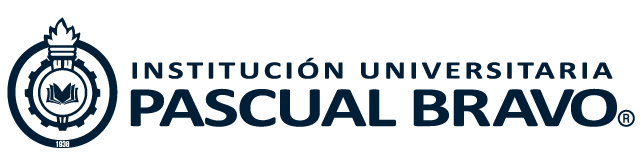 INSTITUCIÓN UNIVERSITARIA
PASCUAL BRAVO®
1938